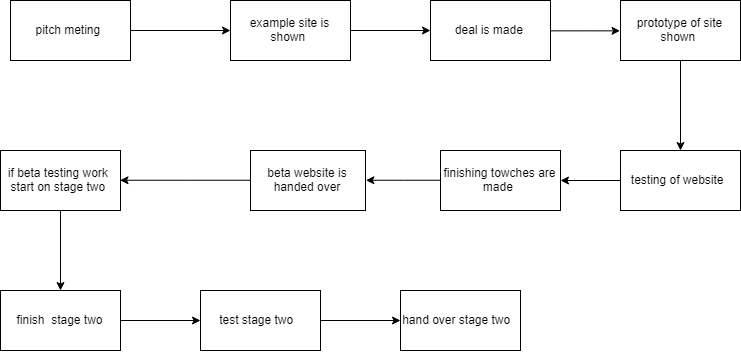 pitch meting
example site is
shown
deal is made
prototype of site
shown
testing of website
finishing towches are
made
beta website is
handed over
if beta testing work
start on stage two
finish stage two
test stage two
hand over stage two